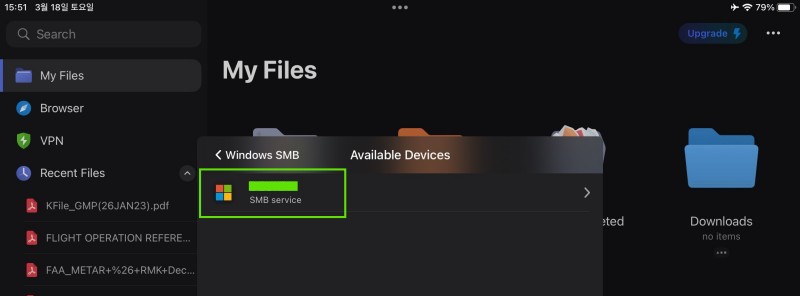 15:51 3월 18일 토요일
79%
Search
Upgrade
My Files
My Files
Browser
VPN
Windows SMB
Available Devices
Recent Files
SMB service
KFile_GMP(26JAN23).pdf
eted
Downloads
FLIGHT OPERATION REFERE...
no items
FAA_METAR+%26+RMK+Dec...